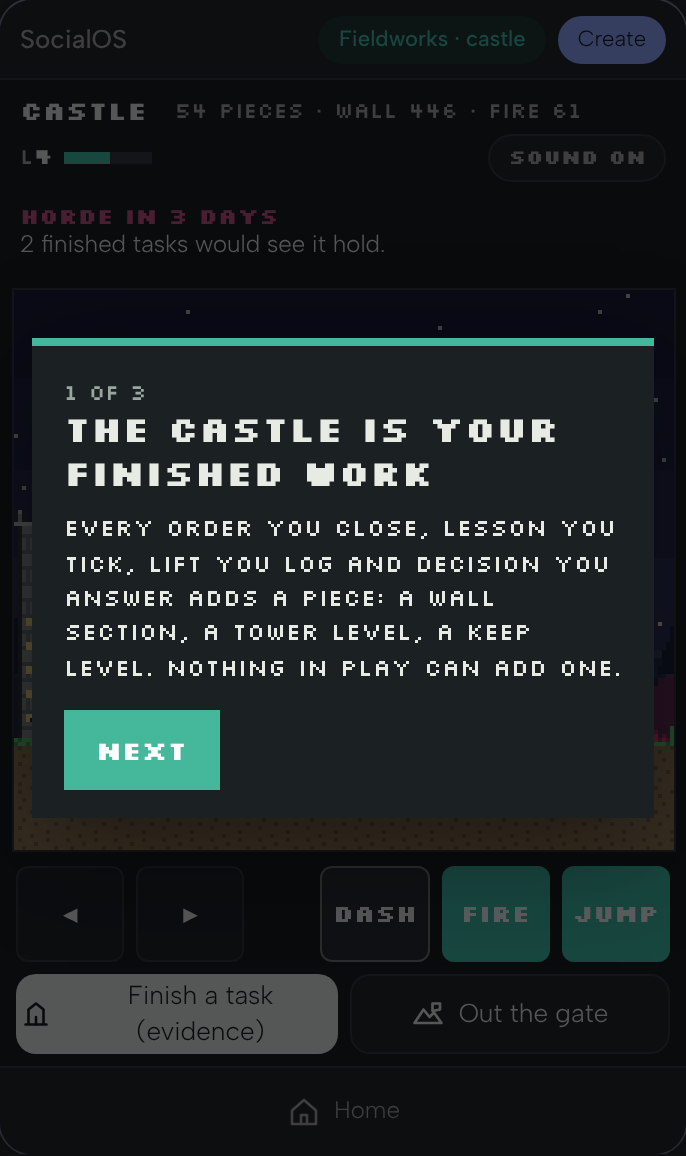 SocialOS
Fieldworks · castle
Create
CASTLE 54 PIECES · WALL 446 · FIRE 61
SOUND ON
HORDE IN 3 DAYS
2 finished tasks would see it hold.
1 OF 3
THE CASTLE IS YOUR
FINISHED WORK
EVERY ORDER YOU CLOSE, LESSON YOU
TICK, LIFT YOU LOG AND DECISION YOU
ANSWER ADDS A PIECE: A WALL
SECTION, A TOWER LEVEL, A KEEP
LEVEL. NOTHING IN PLAY CAN ADD ONE.
NEXT
DASH
FIRE
JUMP
Finish a task
(evidence)
Out the gate
Home